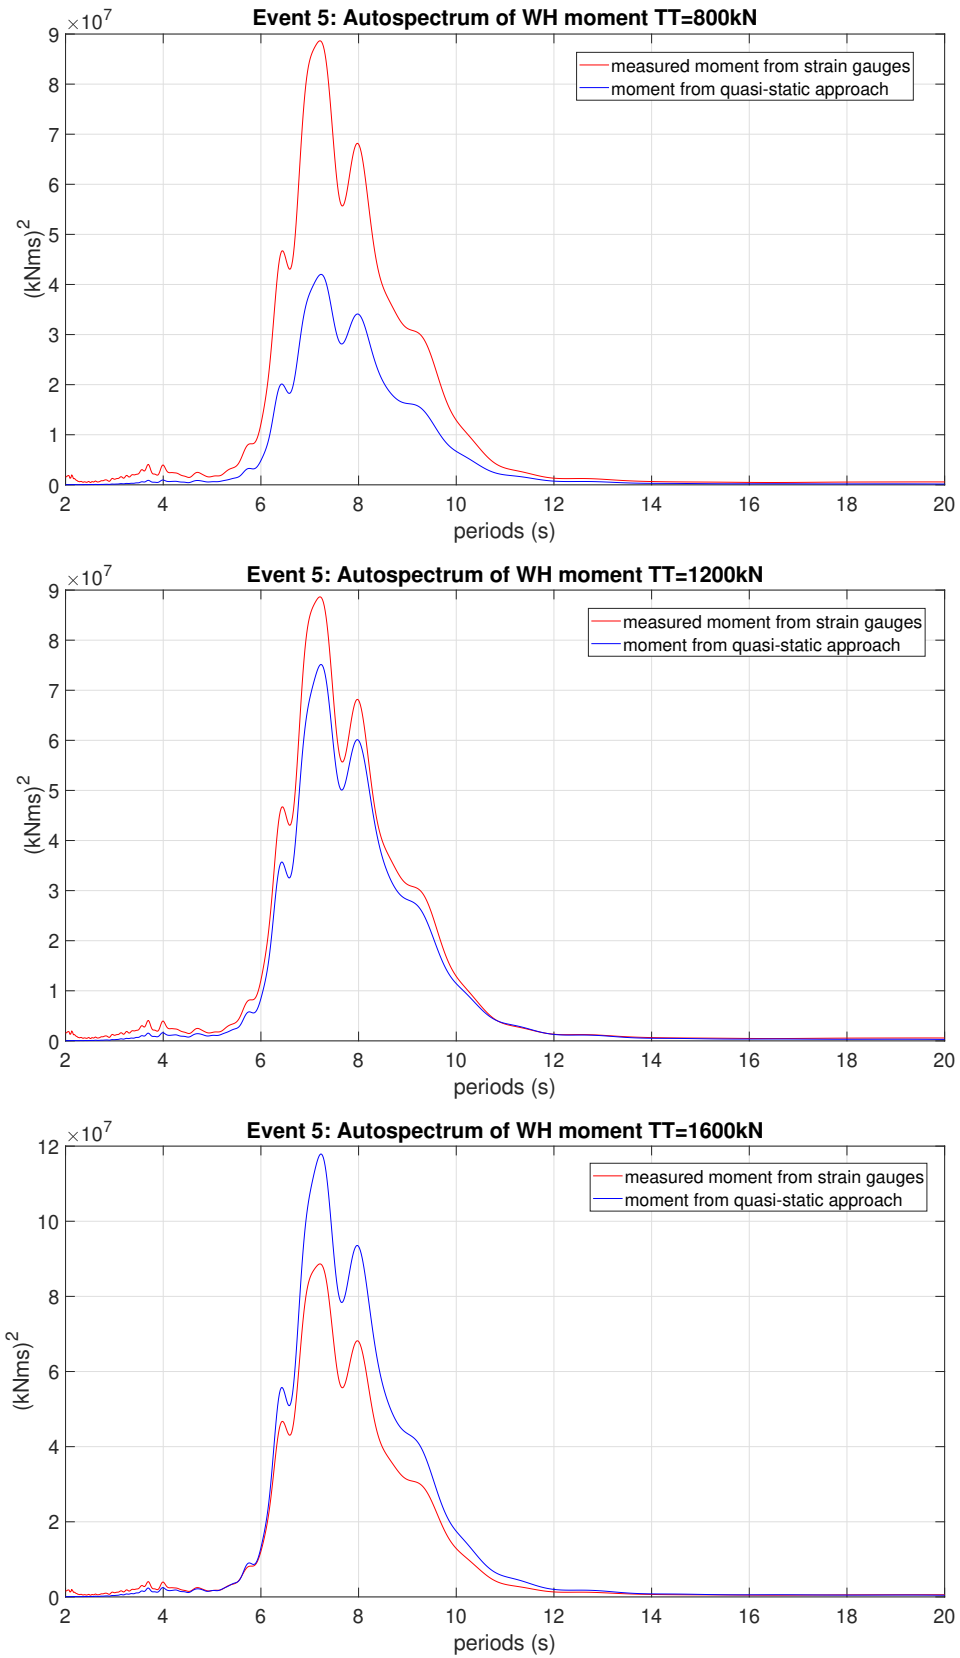 Event 5: Autospectrum of WH moment TT=800kN
×10^7
measured moment from strain gauges
moment from quasi-static approach
9
8
7
6
5
4
3
2
1
0
(kNms)^2
2 4 6 8 10 12 14 16 18 20
periods (s)
Event 5: Autospectrum of WH moment TT=1200kN
×10^7
measured moment from strain gauges
moment from quasi-static approach
9
8
7
6
5
4
3
2
1
0
(kNms)^2
2 4 6 8 10 12 14 16 18 20
periods (s)
Event 5: Autospectrum of WH moment TT=1600kN
×10^7
measured moment from strain gauges
moment from quasi-static approach
12
10
8
6
4
2
0
(kNms)^2
2 4 6 8 10 12 14 16 18 20
periods (s)